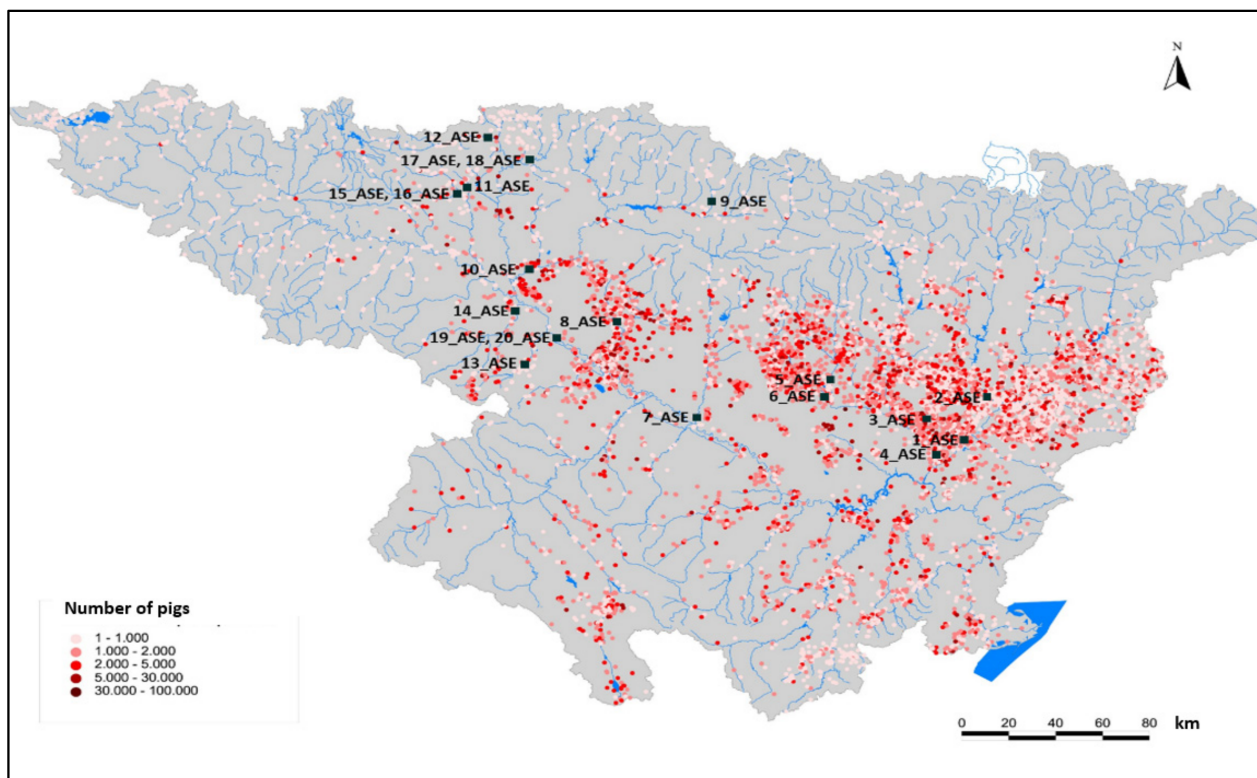 N
12_ASE
17_ASE, 18_ASE
11_ASE
15_ASE, 16_ASE
9_ASE
10_ASE
14_ASE
8_ASE
19_ASE, 20_ASE
13_ASE
5_ASE
6_ASE
2_ASE
7_ASE
3_ASE
1_ASE
4_ASE
Number of pigs
1 - 1.000
1.000 - 2.000
2.000 - 5.000
5.000 - 30.000
30.000 - 100.000
0 20 40 60 80 km